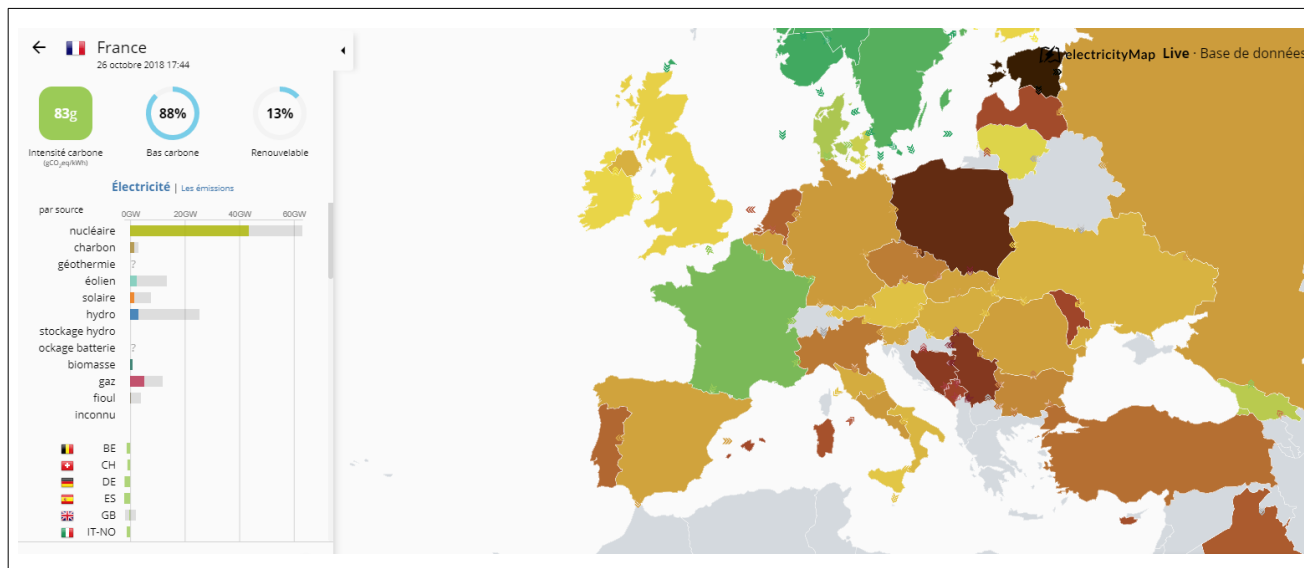 France
26 octobre 2018 17:44
electricityMap Live · Base de données
83g
88%
13%
Intensité carbone
(gCO₂eq/kWh)
Bas carbone
Renouvelable
Électricité | Les émissions
par source
0GW 20GW 40GW 60GW
nucléaire
charbon
géothermie ?
éolien
solaire
hydro
stockage hydro
ockage batterie ?
biomasse
gaz
fioul
inconnu
BE
CH
DE
ES
GB
IT-NO